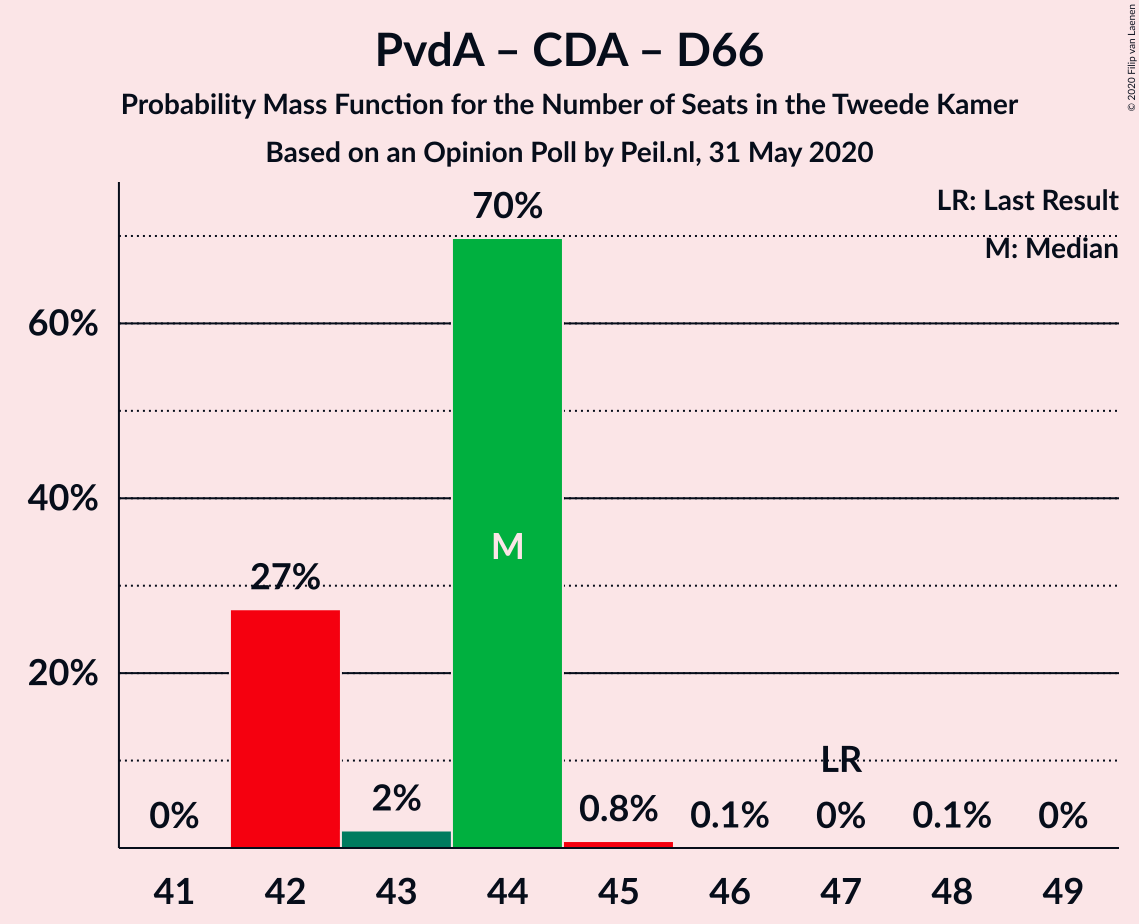 PvdA – CDA – D66
Probability Mass Function for the Number of Seats in the Tweede Kamer
Based on an Opinion Poll by Peil.nl, 31 May 2020
© 2020 Filip van Laenen
LR: Last Result
M: Median
70%
60%
40%
M
27%
20%
LR
0%
2%
0.8%
0.1%
0%
0.1%
0%
41 42 43 44 45 46 47 48 49